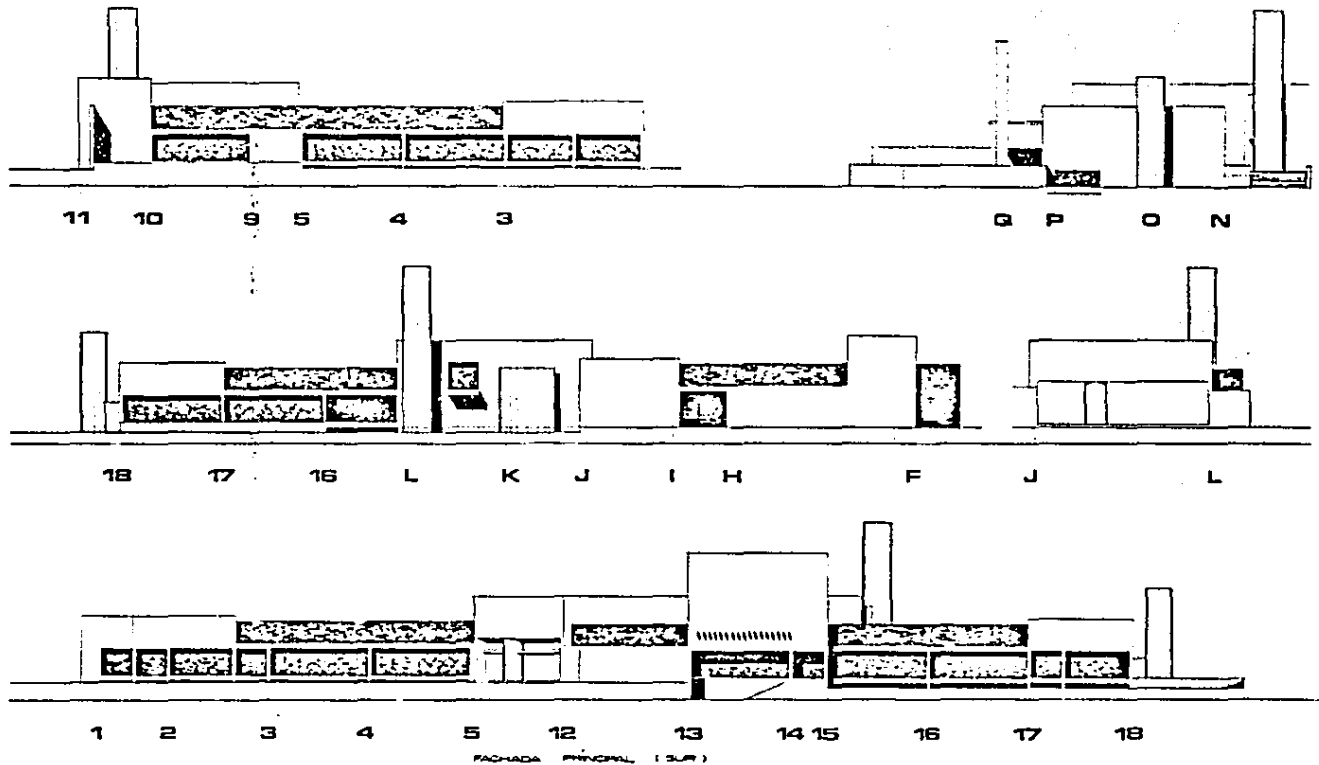 11 10 9 5 4 3 Q P O N
18 17 16 L K J I H F J L
1 2 3 4 5 12 13 14 15 16 17 18
FACHADA PRINCIPAL (SUR)